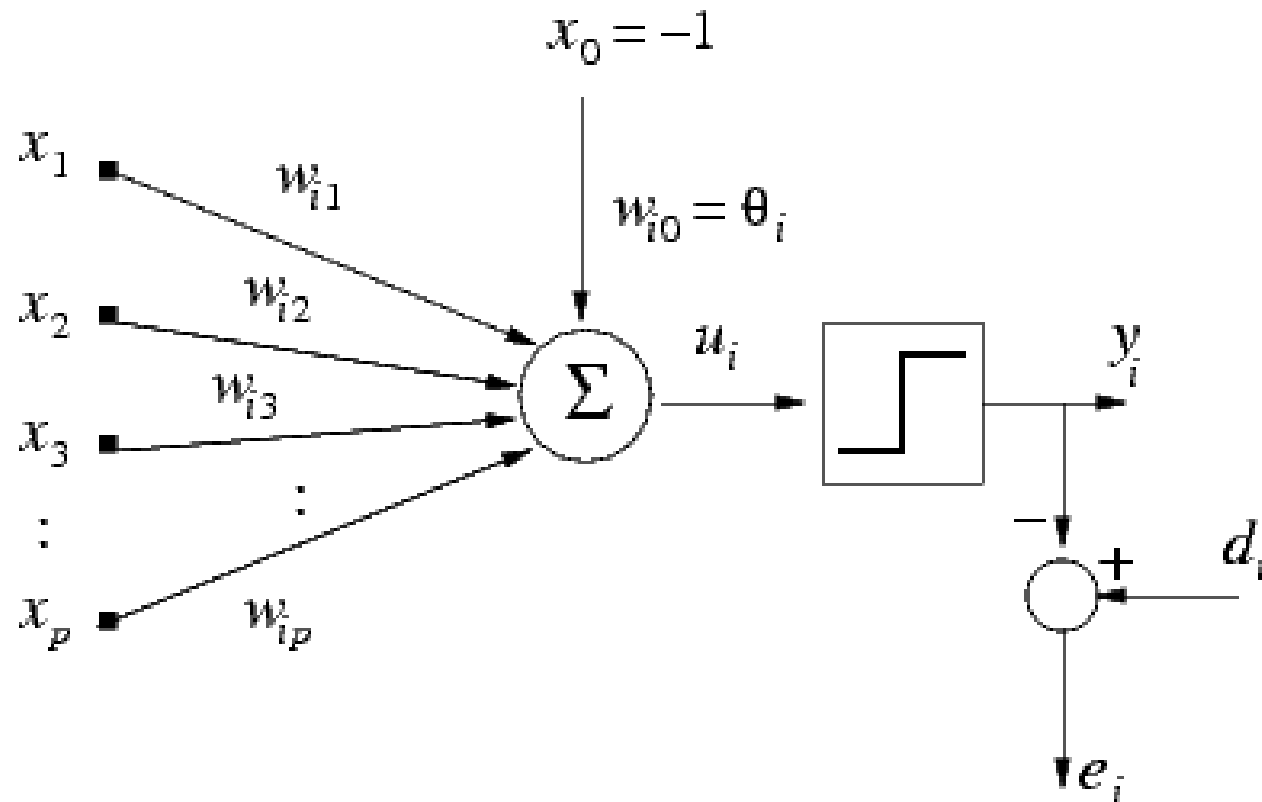 x₀ = −1
x₁
wᵢ₁
wᵢ₀ = θᵢ
x₂
wᵢ₂
Σ
uᵢ
yᵢ
wᵢ₃
x₃
⋮
⋮
−
+
dᵢ
xₚ
wᵢₚ
eᵢ